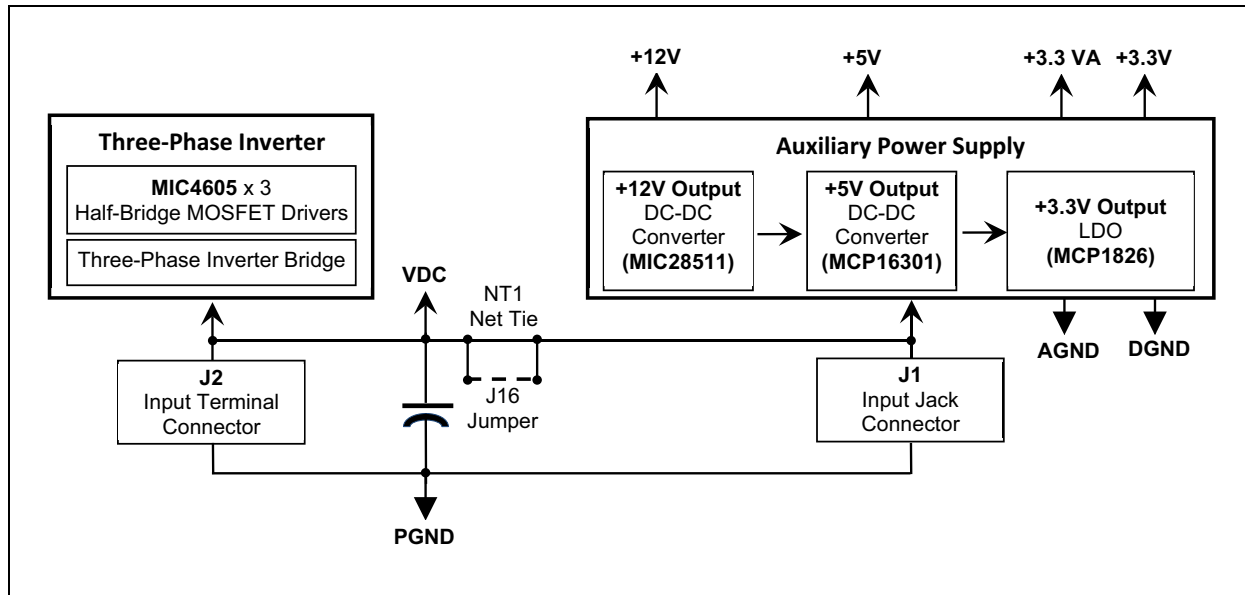 +12V
+5V
+3.3 VA
+3.3V
Three-Phase Inverter
MIC4605 x 3
Half-Bridge MOSFET Drivers
Three-Phase Inverter Bridge
Auxiliary Power Supply
+12V Output
DC-DC
Converter
(MIC28511)
+5V Output
DC-DC
Converter
(MCP16301)
+3.3V Output
LDO
(MCP1826)
VDC
NT1
Net Tie
J16
Jumper
J2
Input Terminal
Connector
J1
Input Jack
Connector
AGND
DGND
PGND